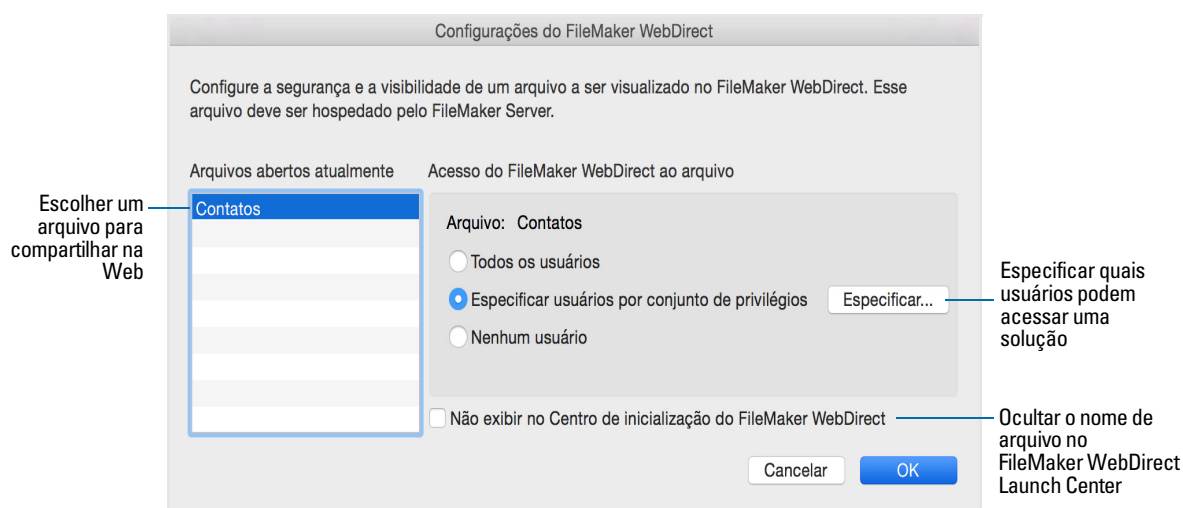 Configurações do FileMaker WebDirect
Configure a segurança e a visibilidade de um arquivo a ser visualizado no FileMaker WebDirect. Esse
arquivo deve ser hospedado pelo FileMaker Server.
Arquivos abertos atualmente
Acesso do FileMaker WebDirect ao arquivo
Escolher um
arquivo para
compartilhar na
Web
Contatos
Arquivo: Contatos
Todos os usuários
Especificar usuários por conjunto de privilégios
Especificar...
Nenhum usuário
Especificar quais
usuários podem
acessar uma
solução
Não exibir no Centro de inicialização do FileMaker WebDirect
Ocultar o nome de
arquivo no
FileMaker WebDirect
Launch Center
Cancelar
OK